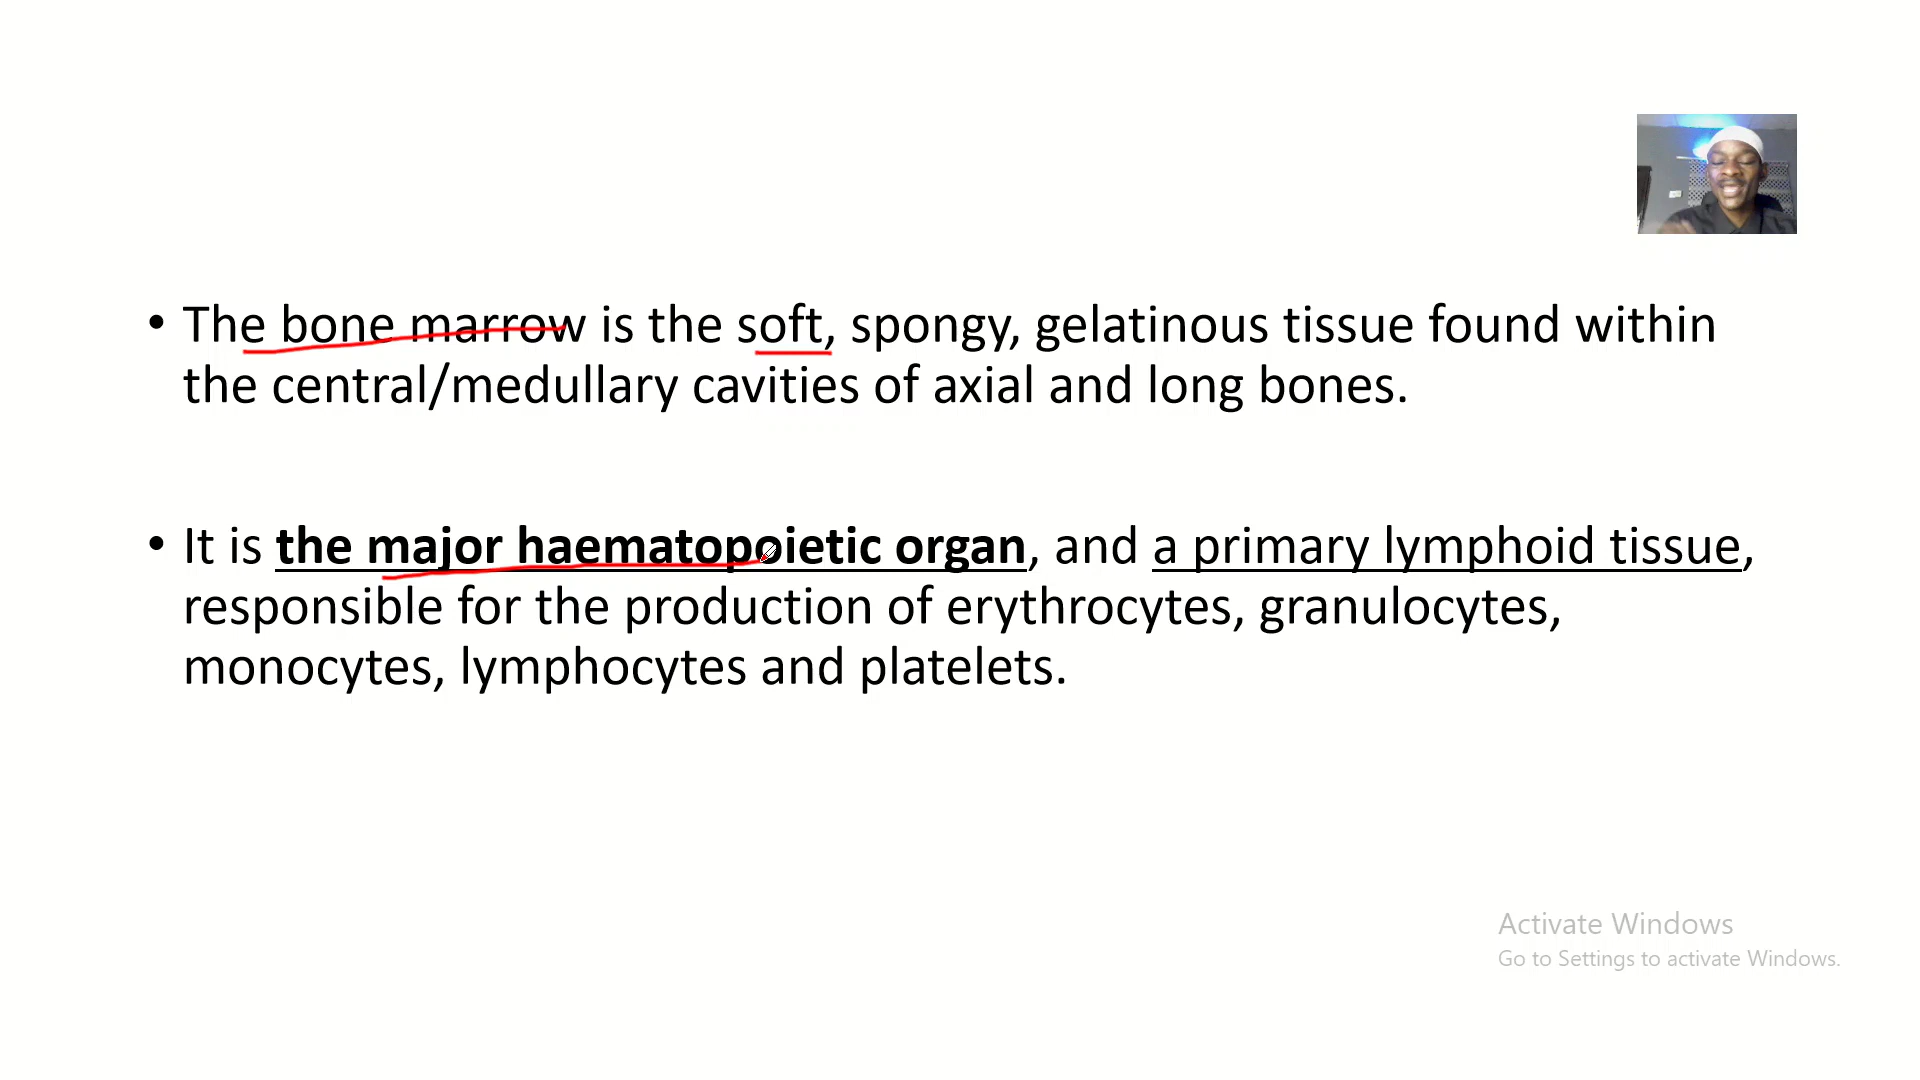 • The bone marrow is the soft, spongy, gelatinous tissue found within
the central/medullary cavities of axial and long bones.
• It is the major haematopoietic organ, and a primary lymphoid tissue,
responsible for the production of erythrocytes, granulocytes,
monocytes, lymphocytes and platelets.
Activate Windows
Go to Settings to activate Windows.